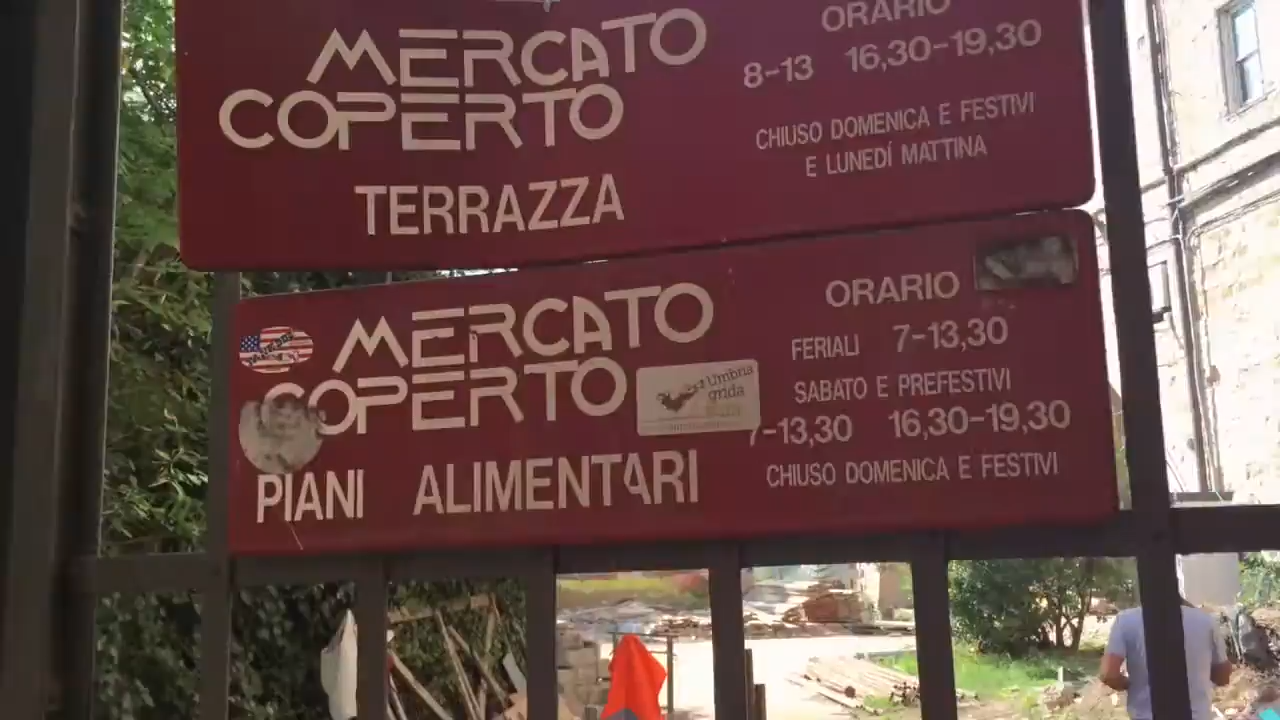 MERCATO
COPERTO
TERRAZZA
ORARIO
8-13 16,30-19,30
CHIUSO DOMENICA E FESTIVI
E LUNEDÍ MATTINA
MERCATO
COPERTO
PIANI ALIMENTARI
Umbria
grida
ORARIO
FERIALI 7-13,30
SABATO E PREFESTIVI
7-13,30 16,30-19,30
CHIUSO DOMENICA E FESTIVI